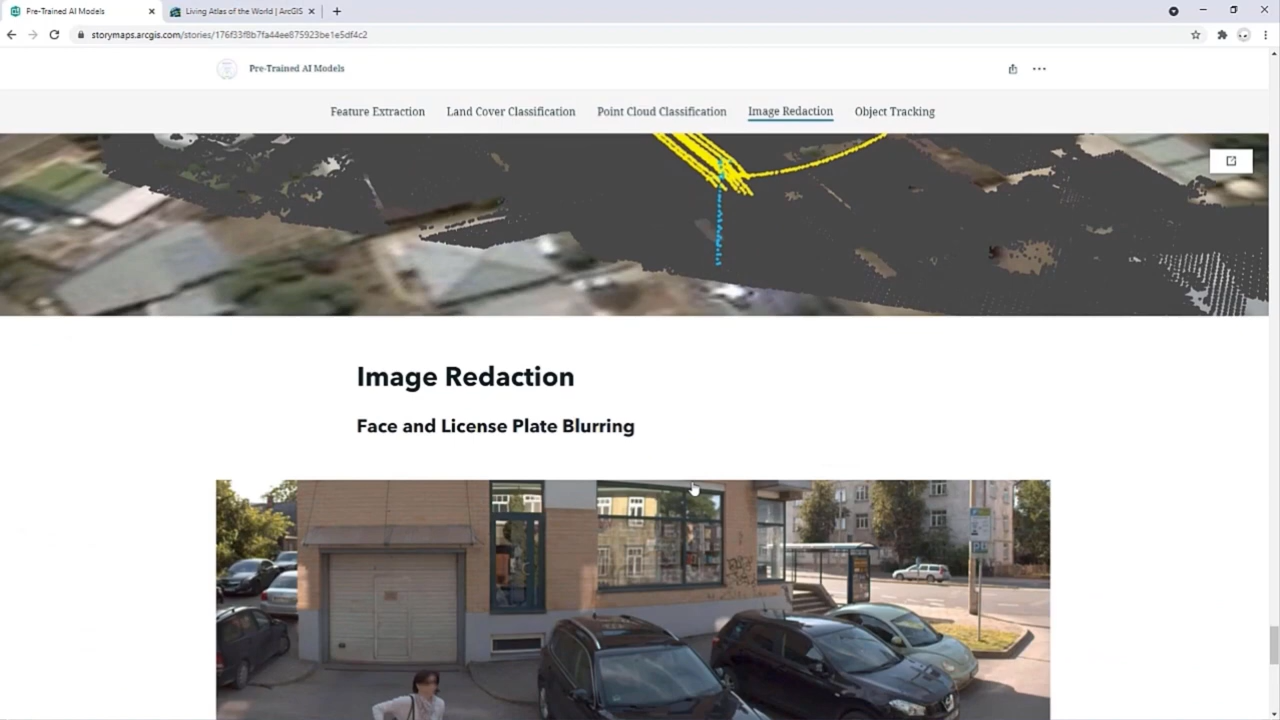 Pre-Trained AI Models
Living Atlas of the World | ArcGIS
storymaps.arcgis.com/stories/176f33f8b7fa44ee875923be1e5df4c2
Pre-Trained AI Models
Feature Extraction Land Cover Classification Point Cloud Classification Image Redaction Object Tracking
Image Redaction
Face and License Plate Blurring